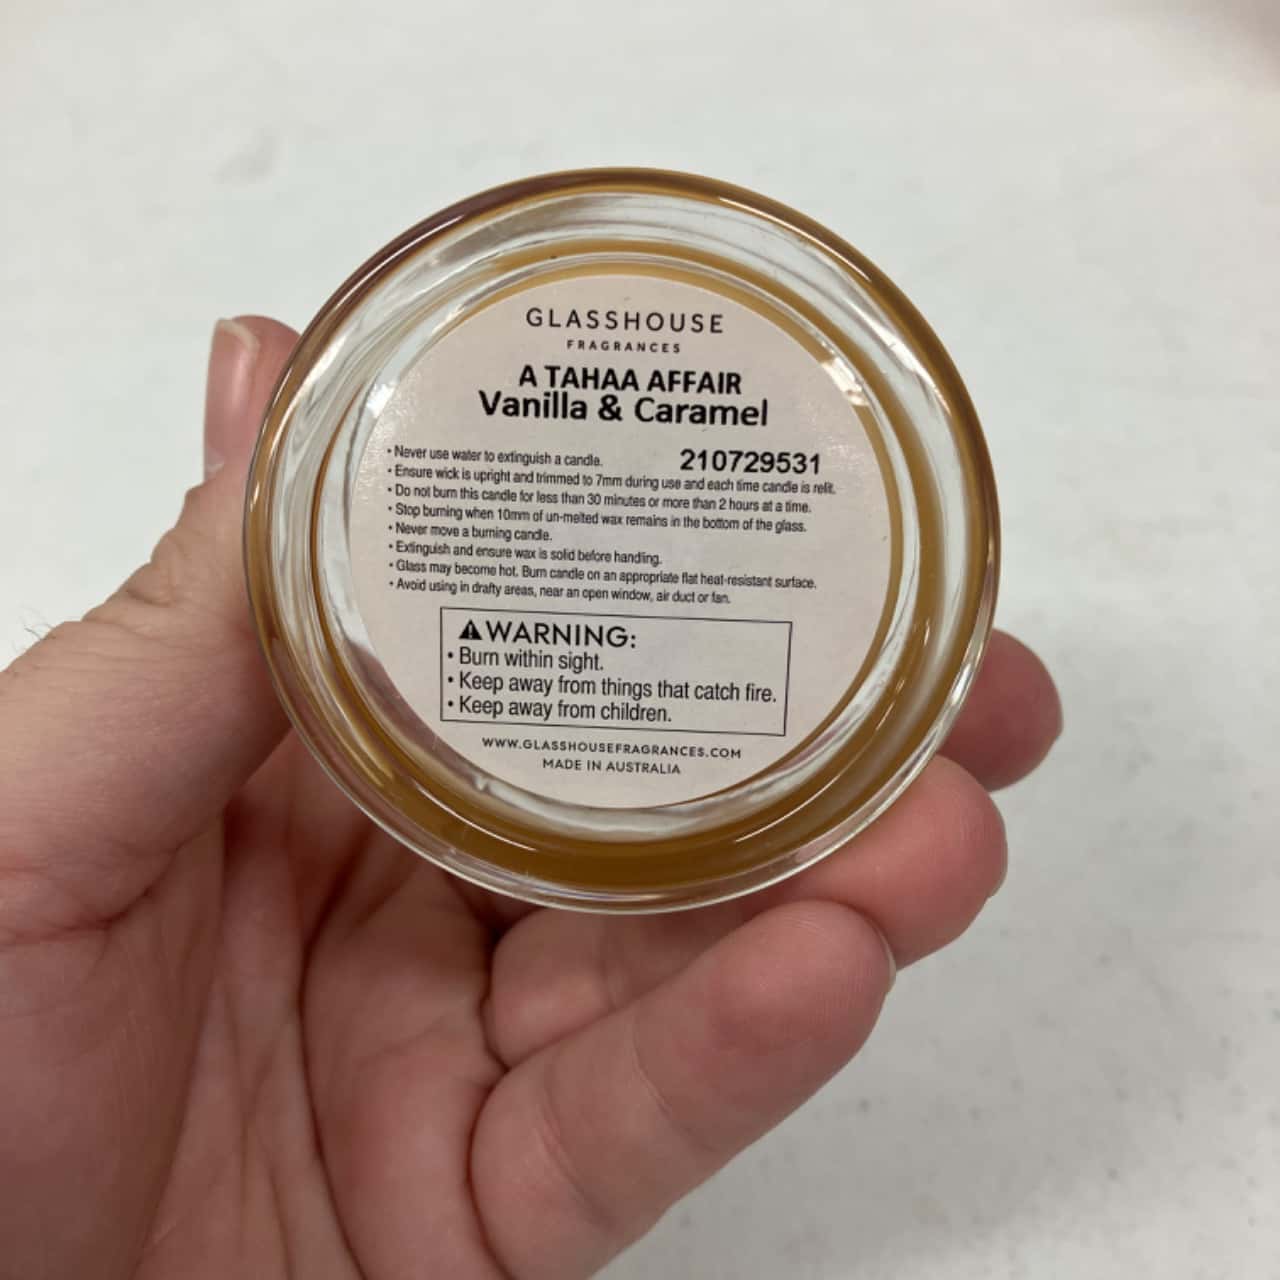 GLASSHOUSE
FRAGRANCES
A TAHAA AFFAIR
Vanilla & Caramel
210729531
• Never use water to extinguish a candle.
• Ensure wick is upright and trimmed to 7mm during use and each time candle is relit.
• Do not burn this candle for less than 30 minutes or more than 2 hours at a time.
• Stop burning when 10mm of un-melted wax remains in the bottom of the glass.
• Never move a burning candle.
• Extinguish and ensure wax is solid before handling.
• Glass may become hot. Burn candle on an appropriate flat heat-resistant surface.
• Avoid using in drafty areas, near an open window, air duct or fan.
⚠WARNING:
• Burn within sight.
• Keep away from things that catch fire.
• Keep away from children.
WWW.GLASSHOUSEFRAGRANCES.COM
MADE IN AUSTRALIA